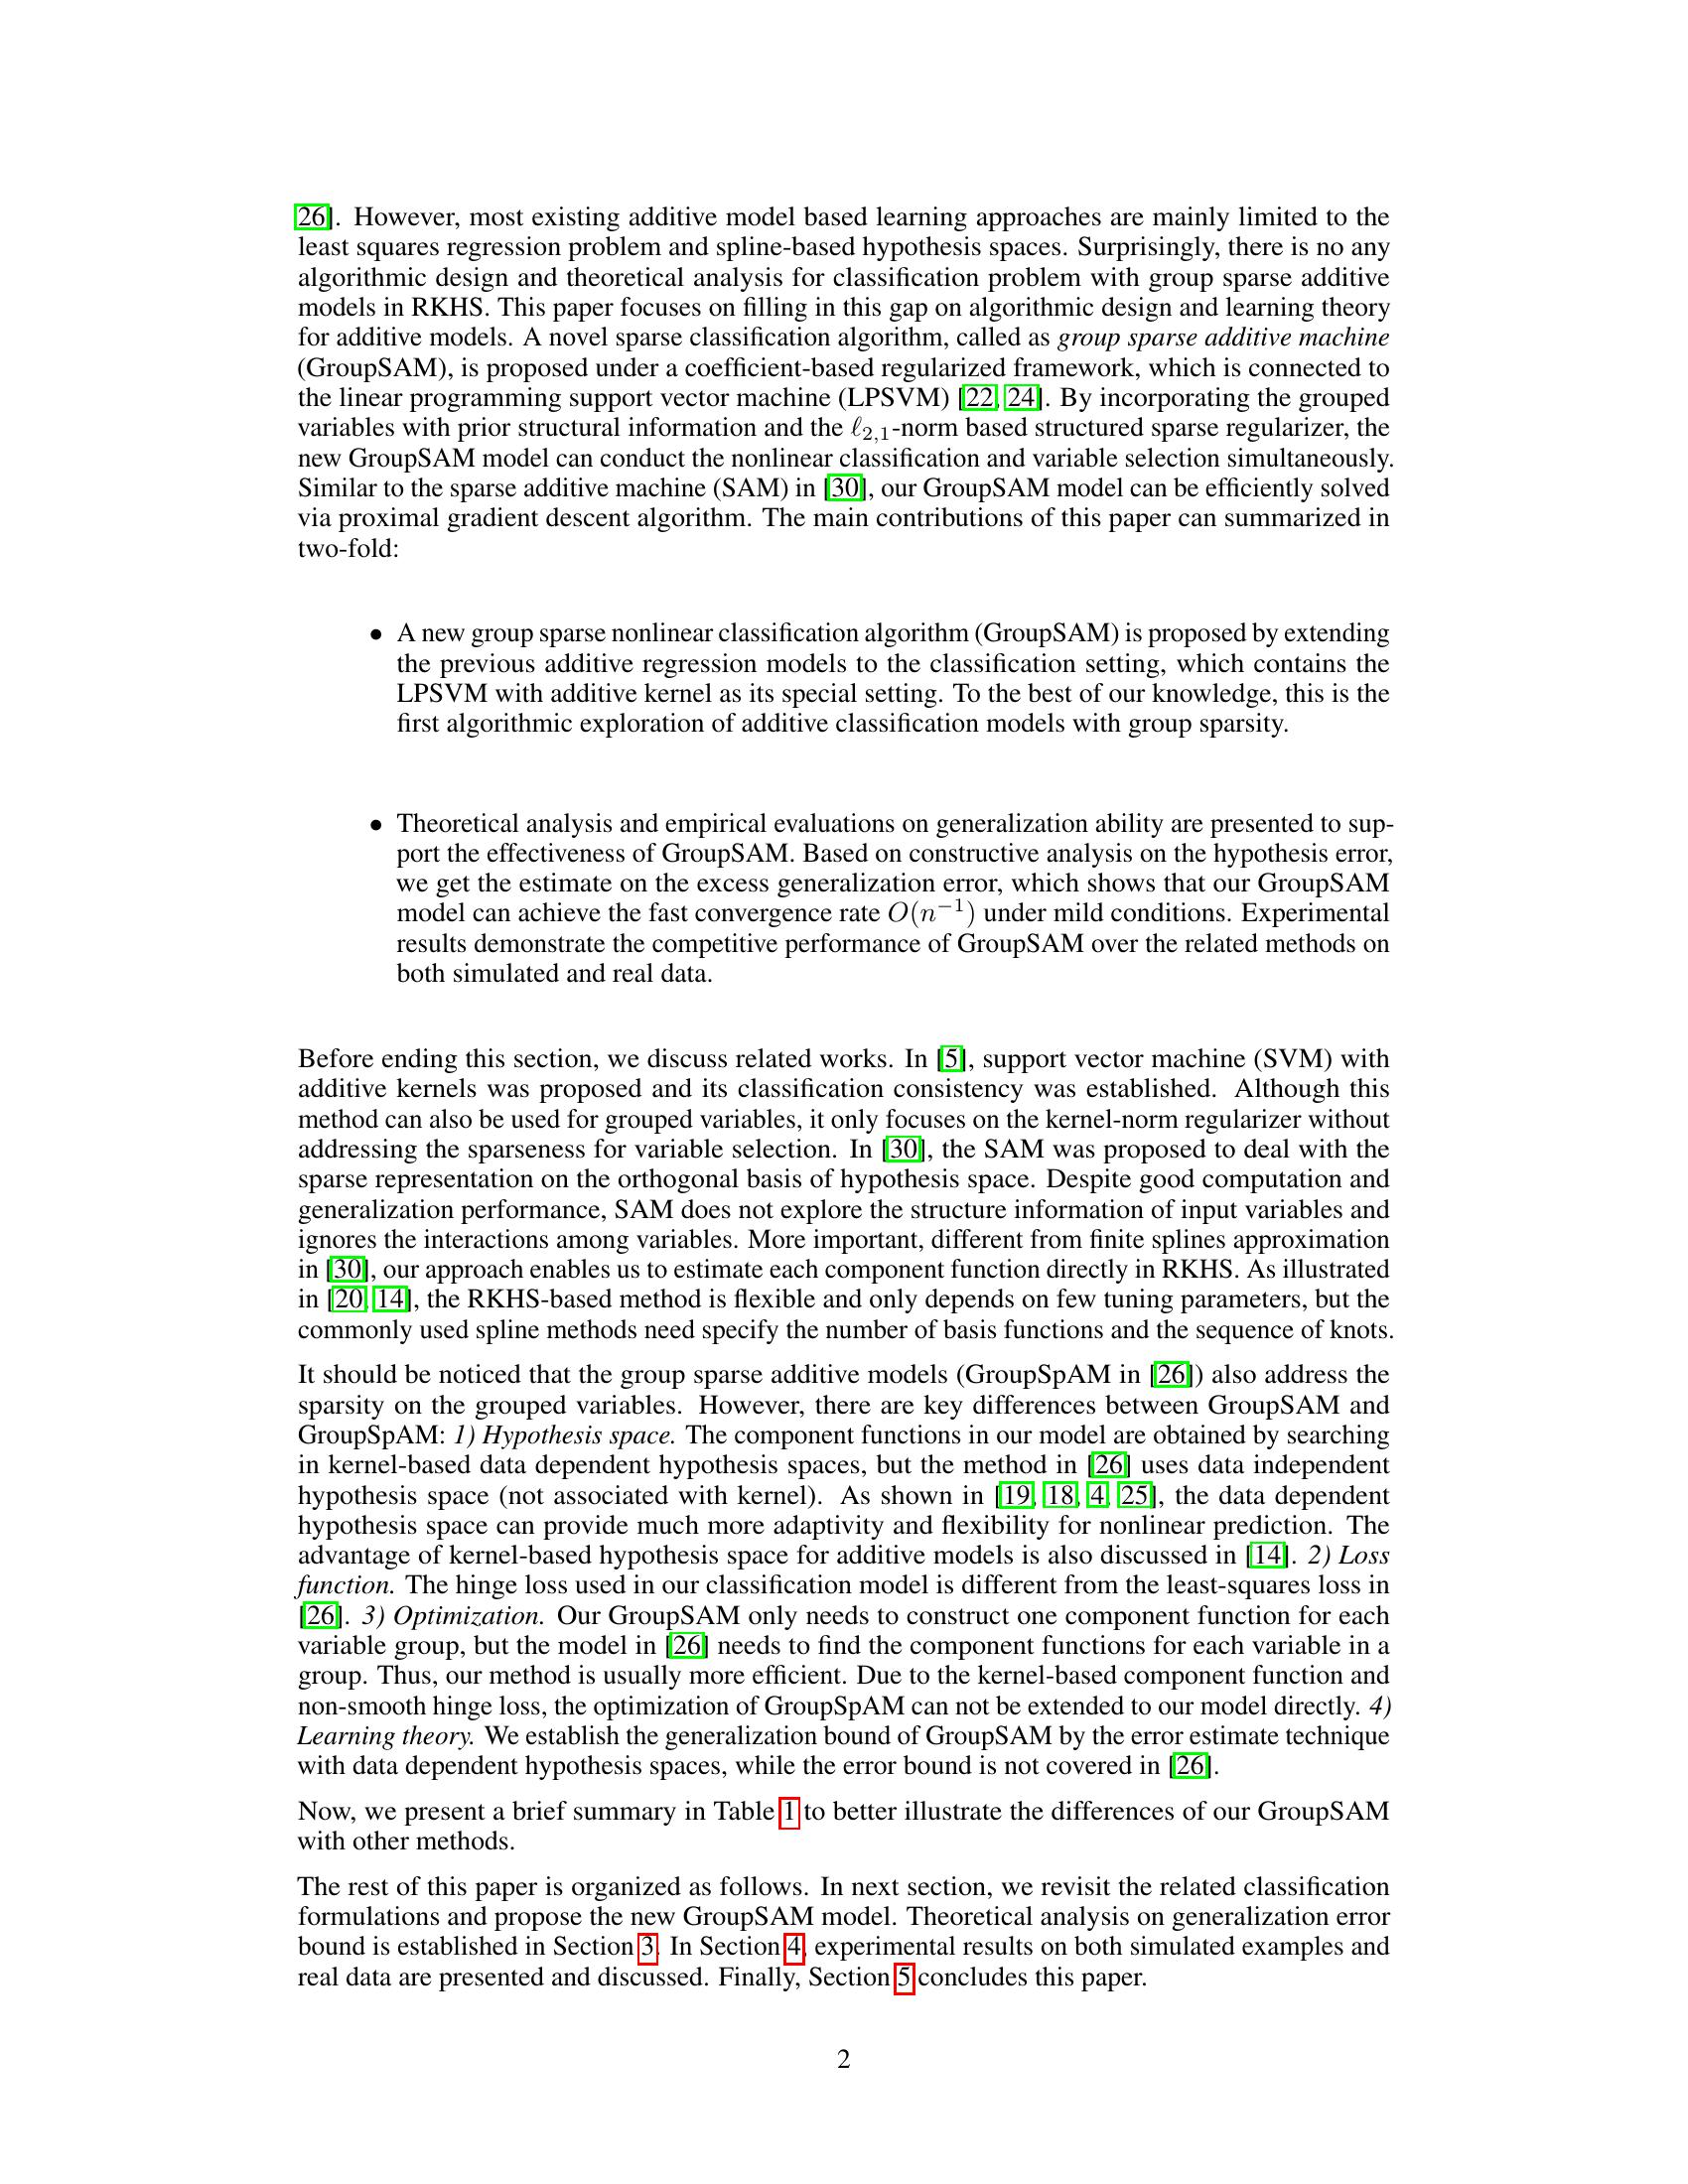 26]. However, most existing additive model based learning approaches are mainly limited to the
least squares regression problem and spline-based hypothesis spaces. Surprisingly, there is no any
algorithmic design and theoretical analysis for classification problem with group sparse additive
models in RKHS. This paper focuses on filling in this gap on algorithmic design and learning theory
for additive models. A novel sparse classification algorithm, called as group sparse additive machine
(GroupSAM), is proposed under a coefficient-based regularized framework, which is connected to
the linear programming support vector machine (LPSVM) [22, 24]. By incorporating the grouped
variables with prior structural information and the ℓ2,1-norm based structured sparse regularizer, the
new GroupSAM model can conduct the nonlinear classification and variable selection simultaneously.
Similar to the sparse additive machine (SAM) in [30], our GroupSAM model can be efficiently solved
via proximal gradient descent algorithm. The main contributions of this paper can summarized in
two-fold:
• A new group sparse nonlinear classification algorithm (GroupSAM) is proposed by extending
the previous additive regression models to the classification setting, which contains the
LPSVM with additive kernel as its special setting. To the best of our knowledge, this is the
first algorithmic exploration of additive classification models with group sparsity.
• Theoretical analysis and empirical evaluations on generalization ability are presented to sup-
port the effectiveness of GroupSAM. Based on constructive analysis on the hypothesis error,
we get the estimate on the excess generalization error, which shows that our GroupSAM
model can achieve the fast convergence rate O(n⁻¹) under mild conditions. Experimental
results demonstrate the competitive performance of GroupSAM over the related methods on
both simulated and real data.
Before ending this section, we discuss related works. In [5], support vector machine (SVM) with
additive kernels was proposed and its classification consistency was established. Although this
method can also be used for grouped variables, it only focuses on the kernel-norm regularizer without
addressing the sparseness for variable selection. In [30], the SAM was proposed to deal with the
sparse representation on the orthogonal basis of hypothesis space. Despite good computation and
generalization performance, SAM does not explore the structure information of input variables and
ignores the interactions among variables. More important, different from finite splines approximation
in [30], our approach enables us to estimate each component function directly in RKHS. As illustrated
in [20, 14], the RKHS-based method is flexible and only depends on few tuning parameters, but the
commonly used spline methods need specify the number of basis functions and the sequence of knots.
It should be noticed that the group sparse additive models (GroupSpAM in [26]) also address the
sparsity on the grouped variables. However, there are key differences between GroupSAM and
GroupSpAM: 1) Hypothesis space. The component functions in our model are obtained by searching
in kernel-based data dependent hypothesis spaces, but the method in [26] uses data independent
hypothesis space (not associated with kernel). As shown in [19, 18, 4, 25], the data dependent
hypothesis space can provide much more adaptivity and flexibility for nonlinear prediction. The
advantage of kernel-based hypothesis space for additive models is also discussed in [14]. 2) Loss
function. The hinge loss used in our classification model is different from the least-squares loss in
[26]. 3) Optimization. Our GroupSAM only needs to construct one component function for each
variable group, but the model in [26] needs to find the component functions for each variable in a
group. Thus, our method is usually more efficient. Due to the kernel-based component function and
non-smooth hinge loss, the optimization of GroupSpAM can not be extended to our model directly. 4)
Learning theory. We establish the generalization bound of GroupSAM by the error estimate technique
with data dependent hypothesis spaces, while the error bound is not covered in [26].
Now, we present a brief summary in Table 1 to better illustrate the differences of our GroupSAM
with other methods.
The rest of this paper is organized as follows. In next section, we revisit the related classification
formulations and propose the new GroupSAM model. Theoretical analysis on generalization error
bound is established in Section 3. In Section 4, experimental results on both simulated examples and
real data are presented and discussed. Finally, Section 5 concludes this paper.
2